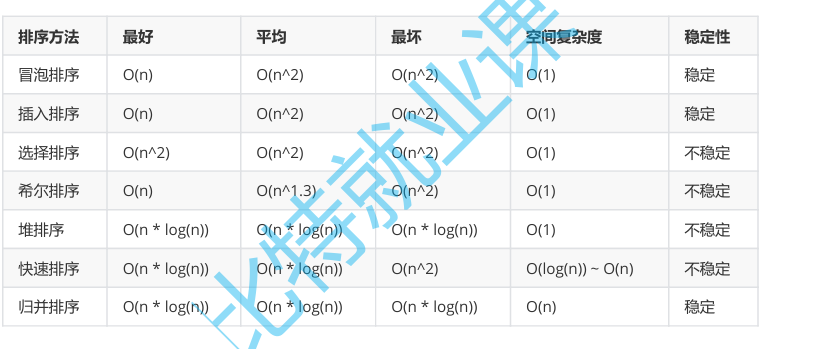 排序方法 最好 平均 最坏 空间复杂度 稳定性
冒泡排序 O(n) O(n^2) O(n^2) O(1) 稳定
插入排序 O(n) O(n^2) O(n^2) O(1) 稳定
选择排序 O(n^2) O(n^2) O(n^2) O(1) 不稳定
希尔排序 O(n) O(n^1.3) O(n^2) O(1) 不稳定
堆排序 O(n * log(n)) O(n * log(n)) O(n * log(n)) O(1) 不稳定
快速排序 O(n * log(n)) O(n * log(n)) O(n^2) O(log(n)) ~ O(n) 不稳定
归并排序 O(n * log(n)) O(n * log(n)) O(n * log(n)) O(n) 稳定
比特就业课